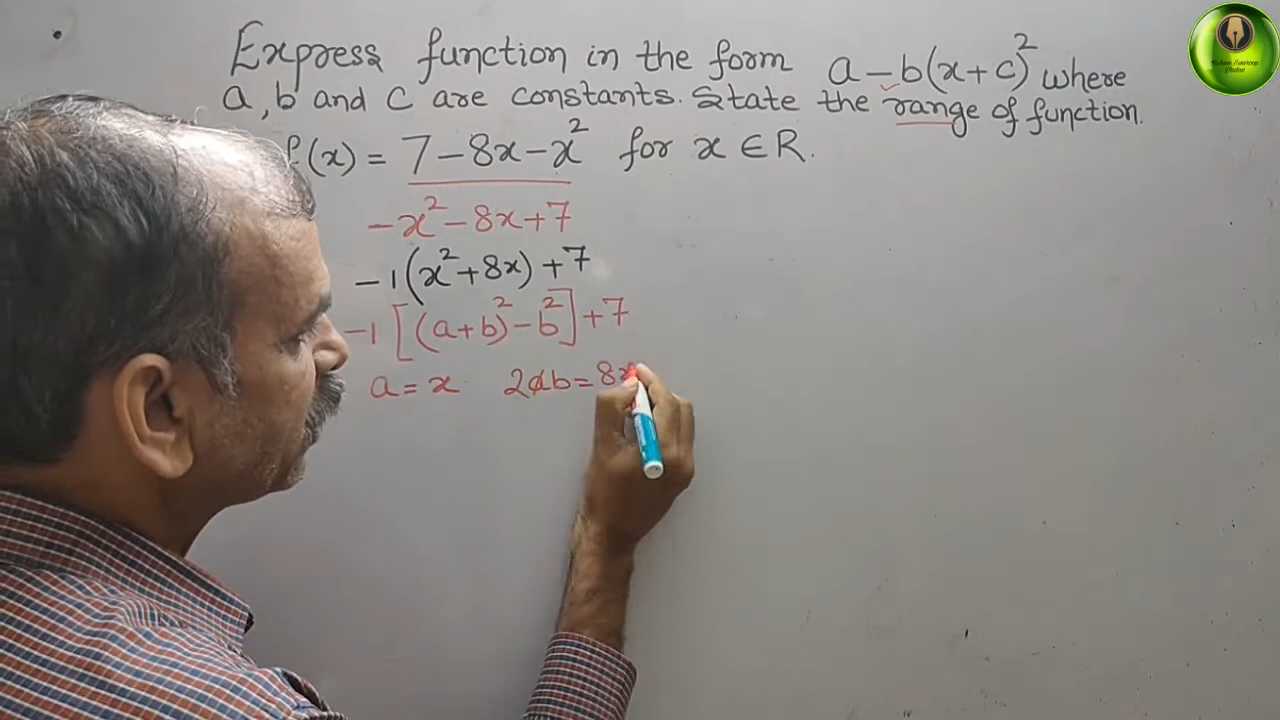 Express function in the form a - b(x+c)² where
a, b and c are constants. State the range of function.
f(x) = 7 - 8x - x² for x ∈ R.
-x² - 8x + 7
-1(x² + 8x) + 7
-1[(a+b)² - b²] + 7
a = x 2ab = 8x